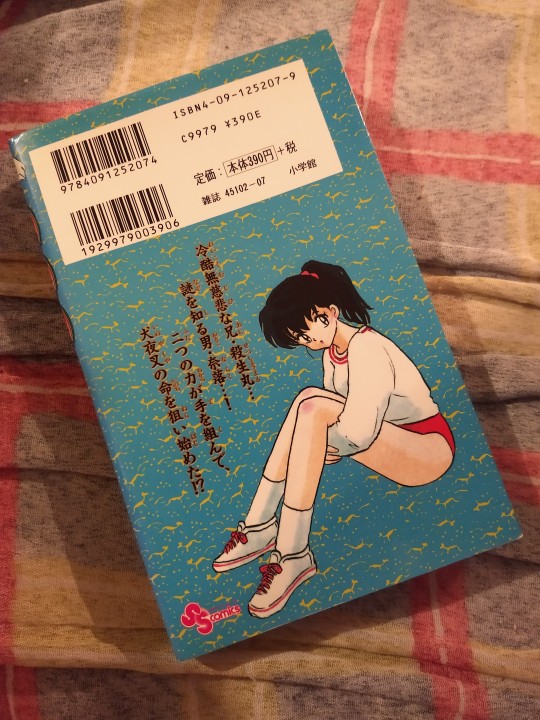 ISBN4-09-125207-9
C9979 ¥390E
定価：本体390円+税
雑誌 45102-07
小学館
9784091252074
1929979003906
冷酷無慈悲な兄・殺生丸…
謎を知る男・奈落…！
二つの力が手を組んで、
犬夜叉の命を狙い始めた!?
SS comics